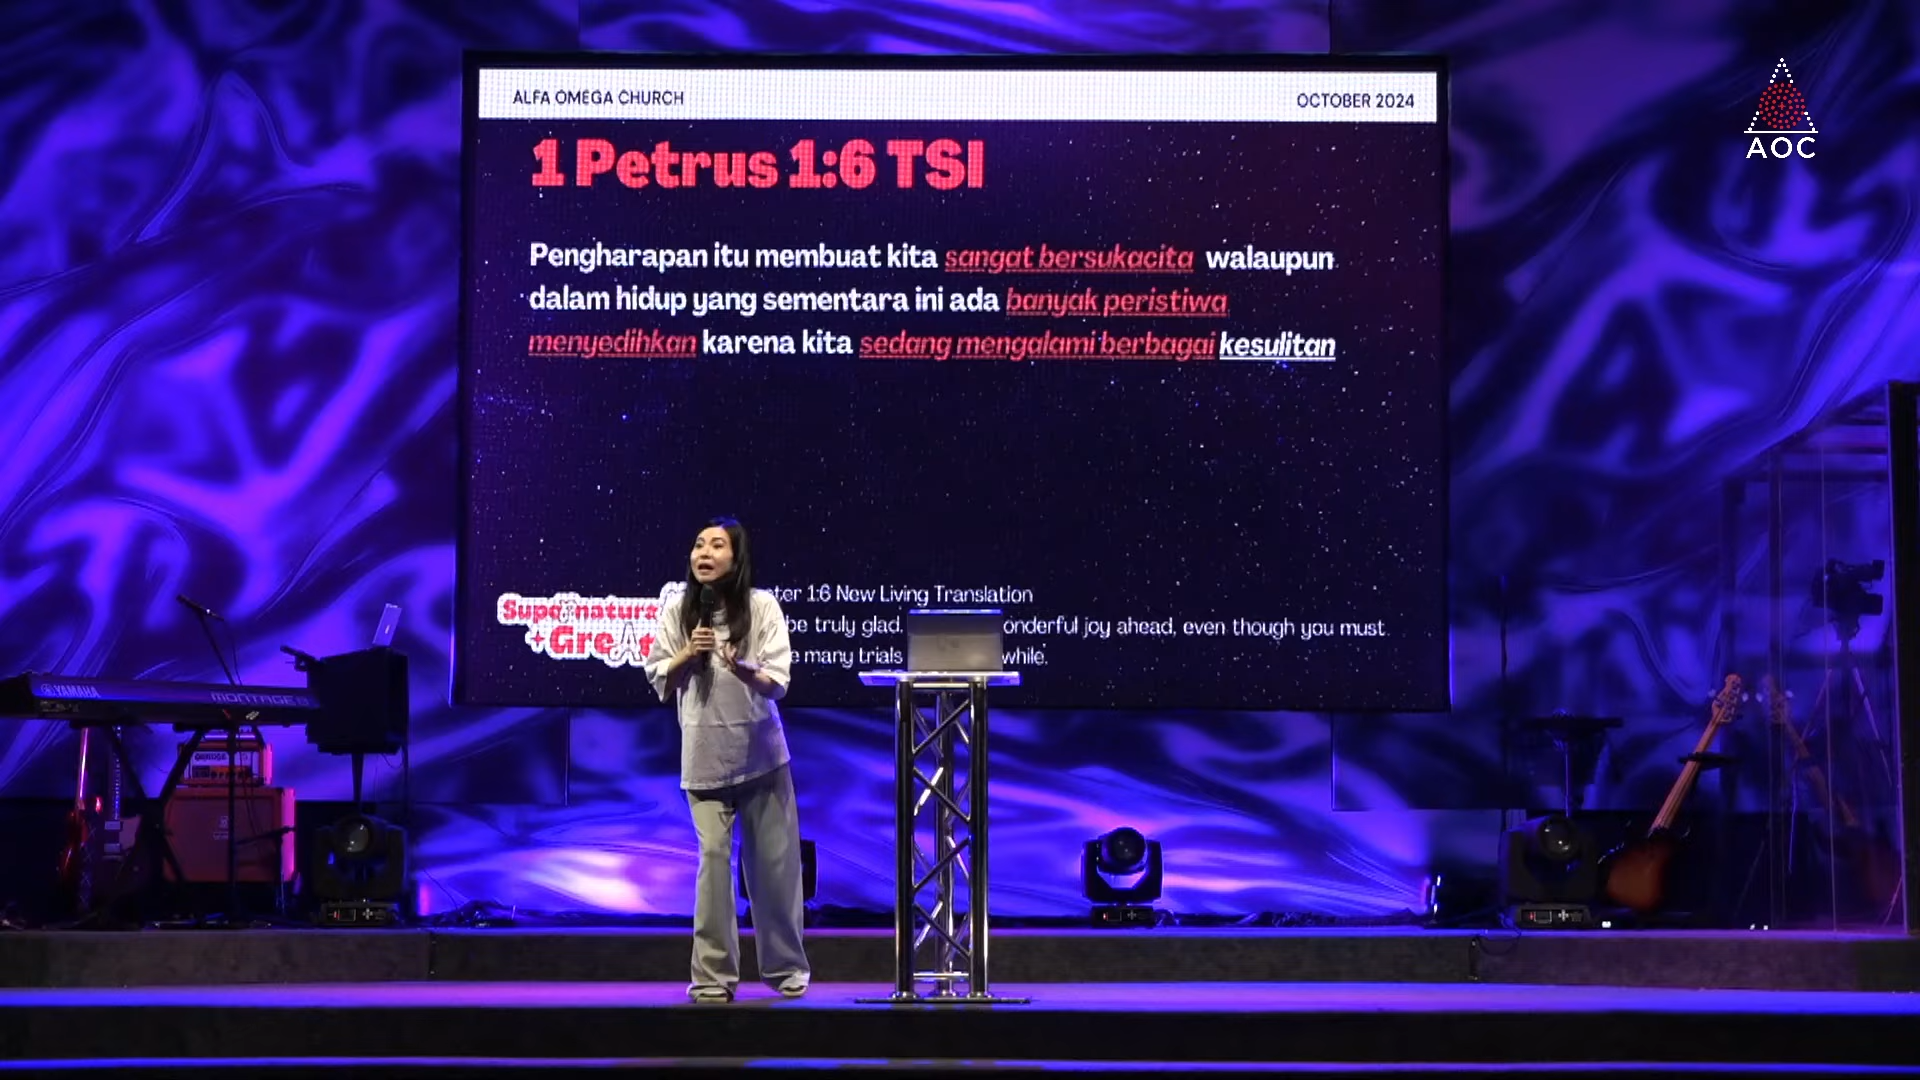 ALFA OMEGA CHURCH
OCTOBER 2024
AOC
1 Petrus 1:6 TSI
Pengharapan itu membuat kita sangat bersukacita walaupun
dalam hidup yang sementara ini ada banyak peristiwa
menyedihkan karena kita sedang mengalami berbagai kesulitan
1:6 New Living Translation
be truly glad. joy ahead, even though you must
many trials while.
YAMAHA
MONTAGE
ORANGE